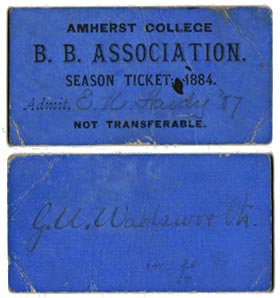 AMHERST COLLEGE
B. B. ASSOCIATION.
SEASON TICKET, 1884.
Admit, E. W. Hardy '87
NOT TRANSFERABLE.
G. W. Wadsworth.